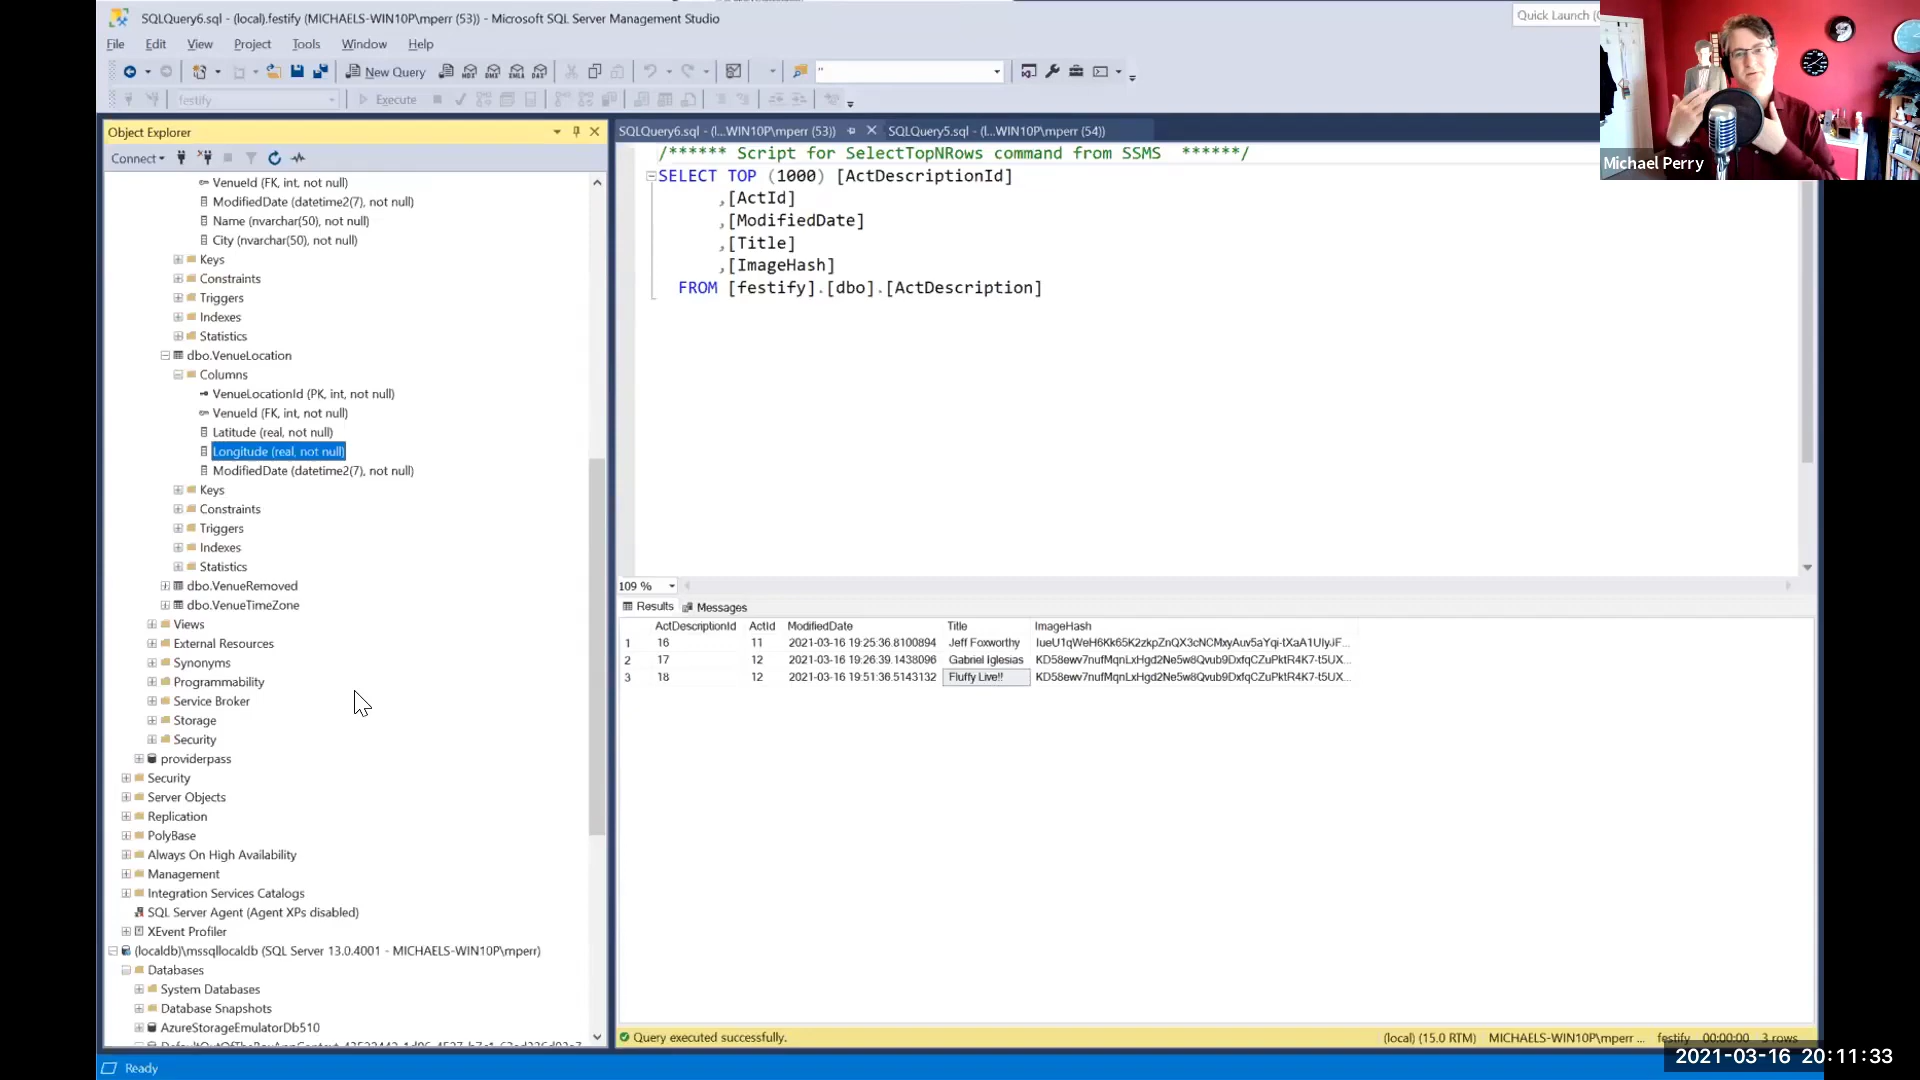 SQLQuery6.sql - (local).festify (MICHAELS-WIN10P\mperr (53)) - Microsoft SQL Server Management Studio
Quick Launch (
File Edit View Project Tools Window Help
New Query
festify
Execute
Object Explorer
Connect
VenueId (FK, int, not null)
ModifiedDate (datetime2(7), not null)
Name (nvarchar(50), not null)
City (nvarchar(50), not null)
Keys
Constraints
Triggers
Indexes
Statistics
dbo.VenueLocation
Columns
VenueLocationId (PK, int, not null)
VenueId (FK, int, not null)
Latitude (real, not null)
Longitude (real, not null)
ModifiedDate (datetime2(7), not null)
Keys
Constraints
Triggers
Indexes
Statistics
dbo.VenueRemoved
dbo.VenueTimeZone
Views
External Resources
Synonyms
Programmability
Service Broker
Storage
Security
providerpass
Security
Server Objects
Replication
PolyBase
Always On High Availability
Management
Integration Services Catalogs
SQL Server Agent (Agent XPs disabled)
XEvent Profiler
(localdb)\mssqllocaldb (SQL Server 13.0.4001 - MICHAELS-WIN10P\mperr)
Databases
System Databases
Database Snapshots
AzureStorageEmulatorDb510
SQLQuery6.sql - (l...WIN10P\mperr (53)) SQLQuery5.sql - (l...WIN10P\mperr (54))
/****** Script for SelectTopNRows command from SSMS ******/
SELECT TOP (1000) [ActDescriptionId]
,[ActId]
,[ModifiedDate]
,[Title]
,[ImageHash]
FROM [festify].[dbo].[ActDescription]
109 %
Results Messages
ActDescriptionId ActId ModifiedDate Title ImageHash
1 16 11 2021-03-16 19:25:36.8100894 Jeff Foxworthy
2 17 12 2021-03-16 19:26:39.1438096 Gabriel Iglesias
3 18 12 2021-03-16 19:51:36.5143132 Fluffy Live!!
Query executed successfully. (local) (15.0 RTM) MICHAELS-WIN10P\mperr ... festify 00:00:00 3 rows
Ready
Michael Perry
2021-03-16 20:11:33